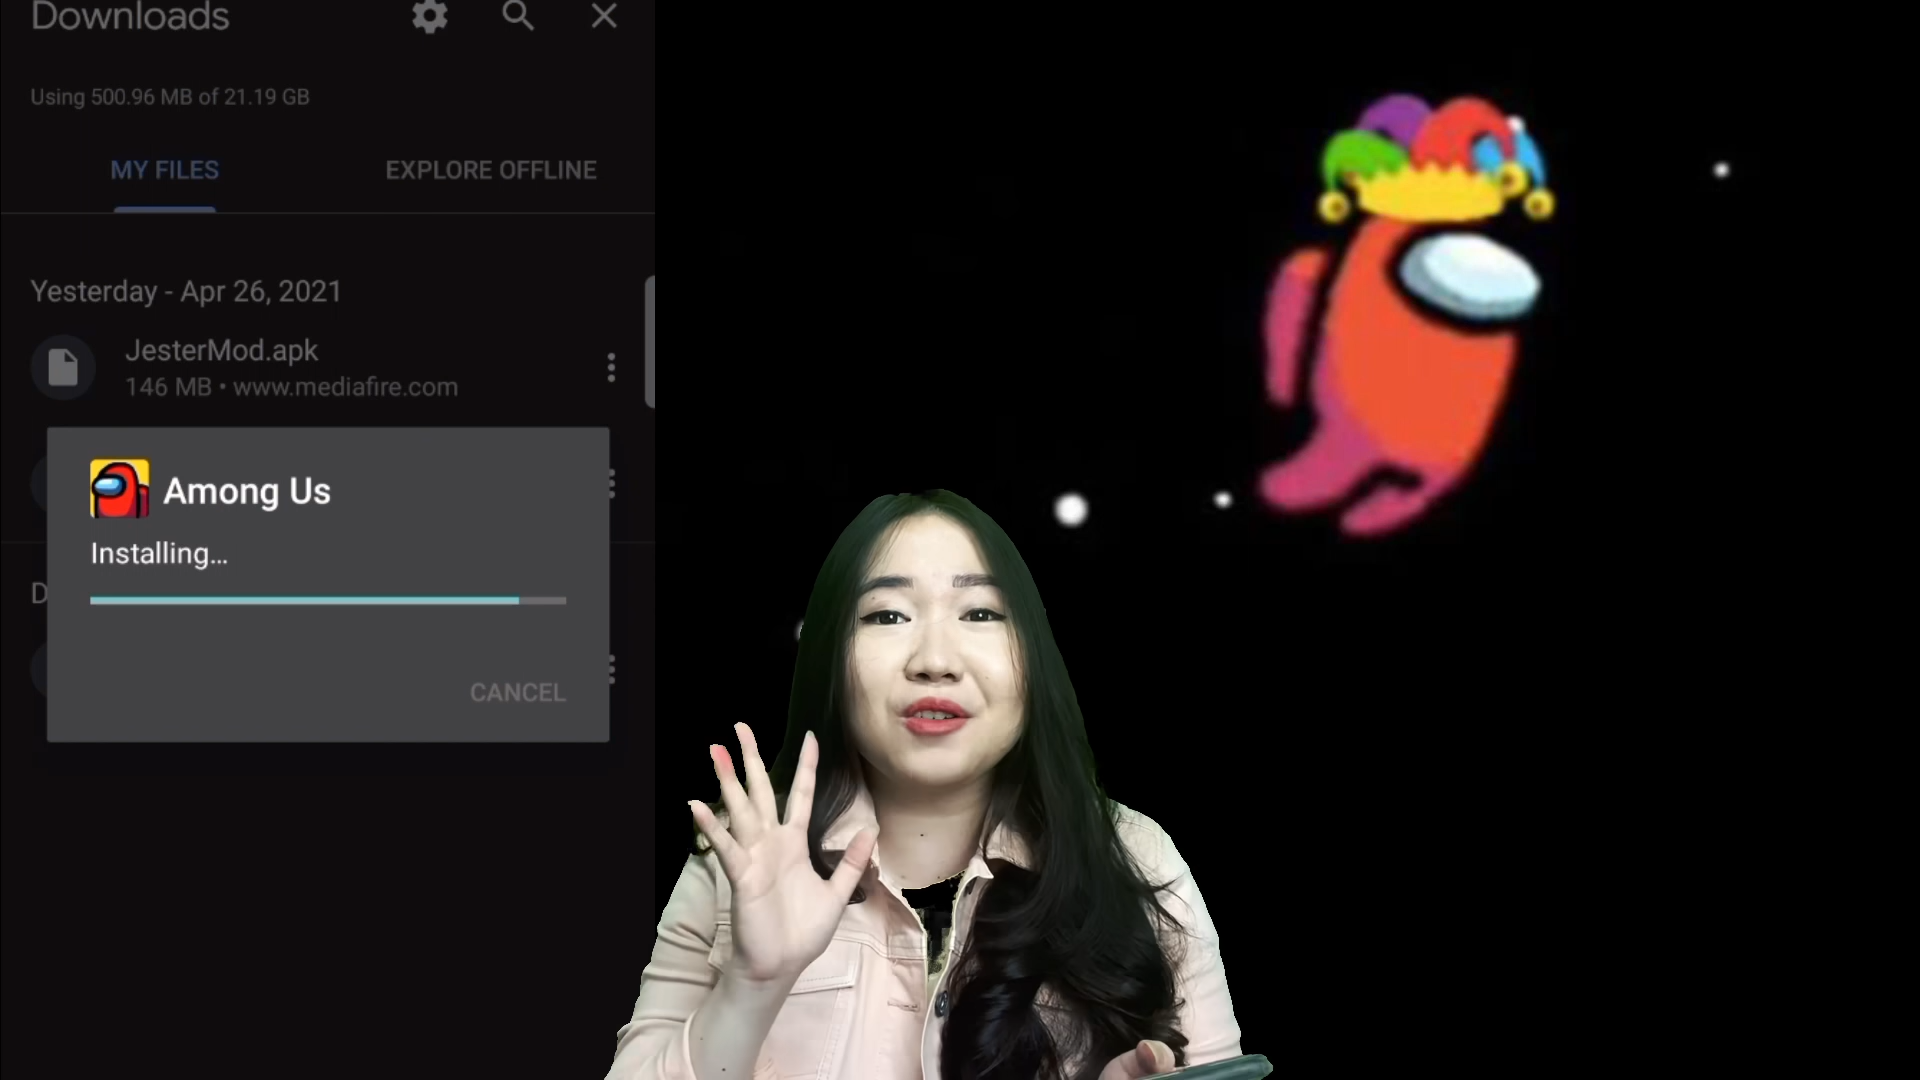 Downloads
Using 500.96 MB of 21.19 GB
MY FILES
EXPLORE OFFLINE
Yesterday - Apr 26, 2021
JesterMod.apk
146 MB • www.mediafire.com
Among Us
Installing...
D
CANCEL